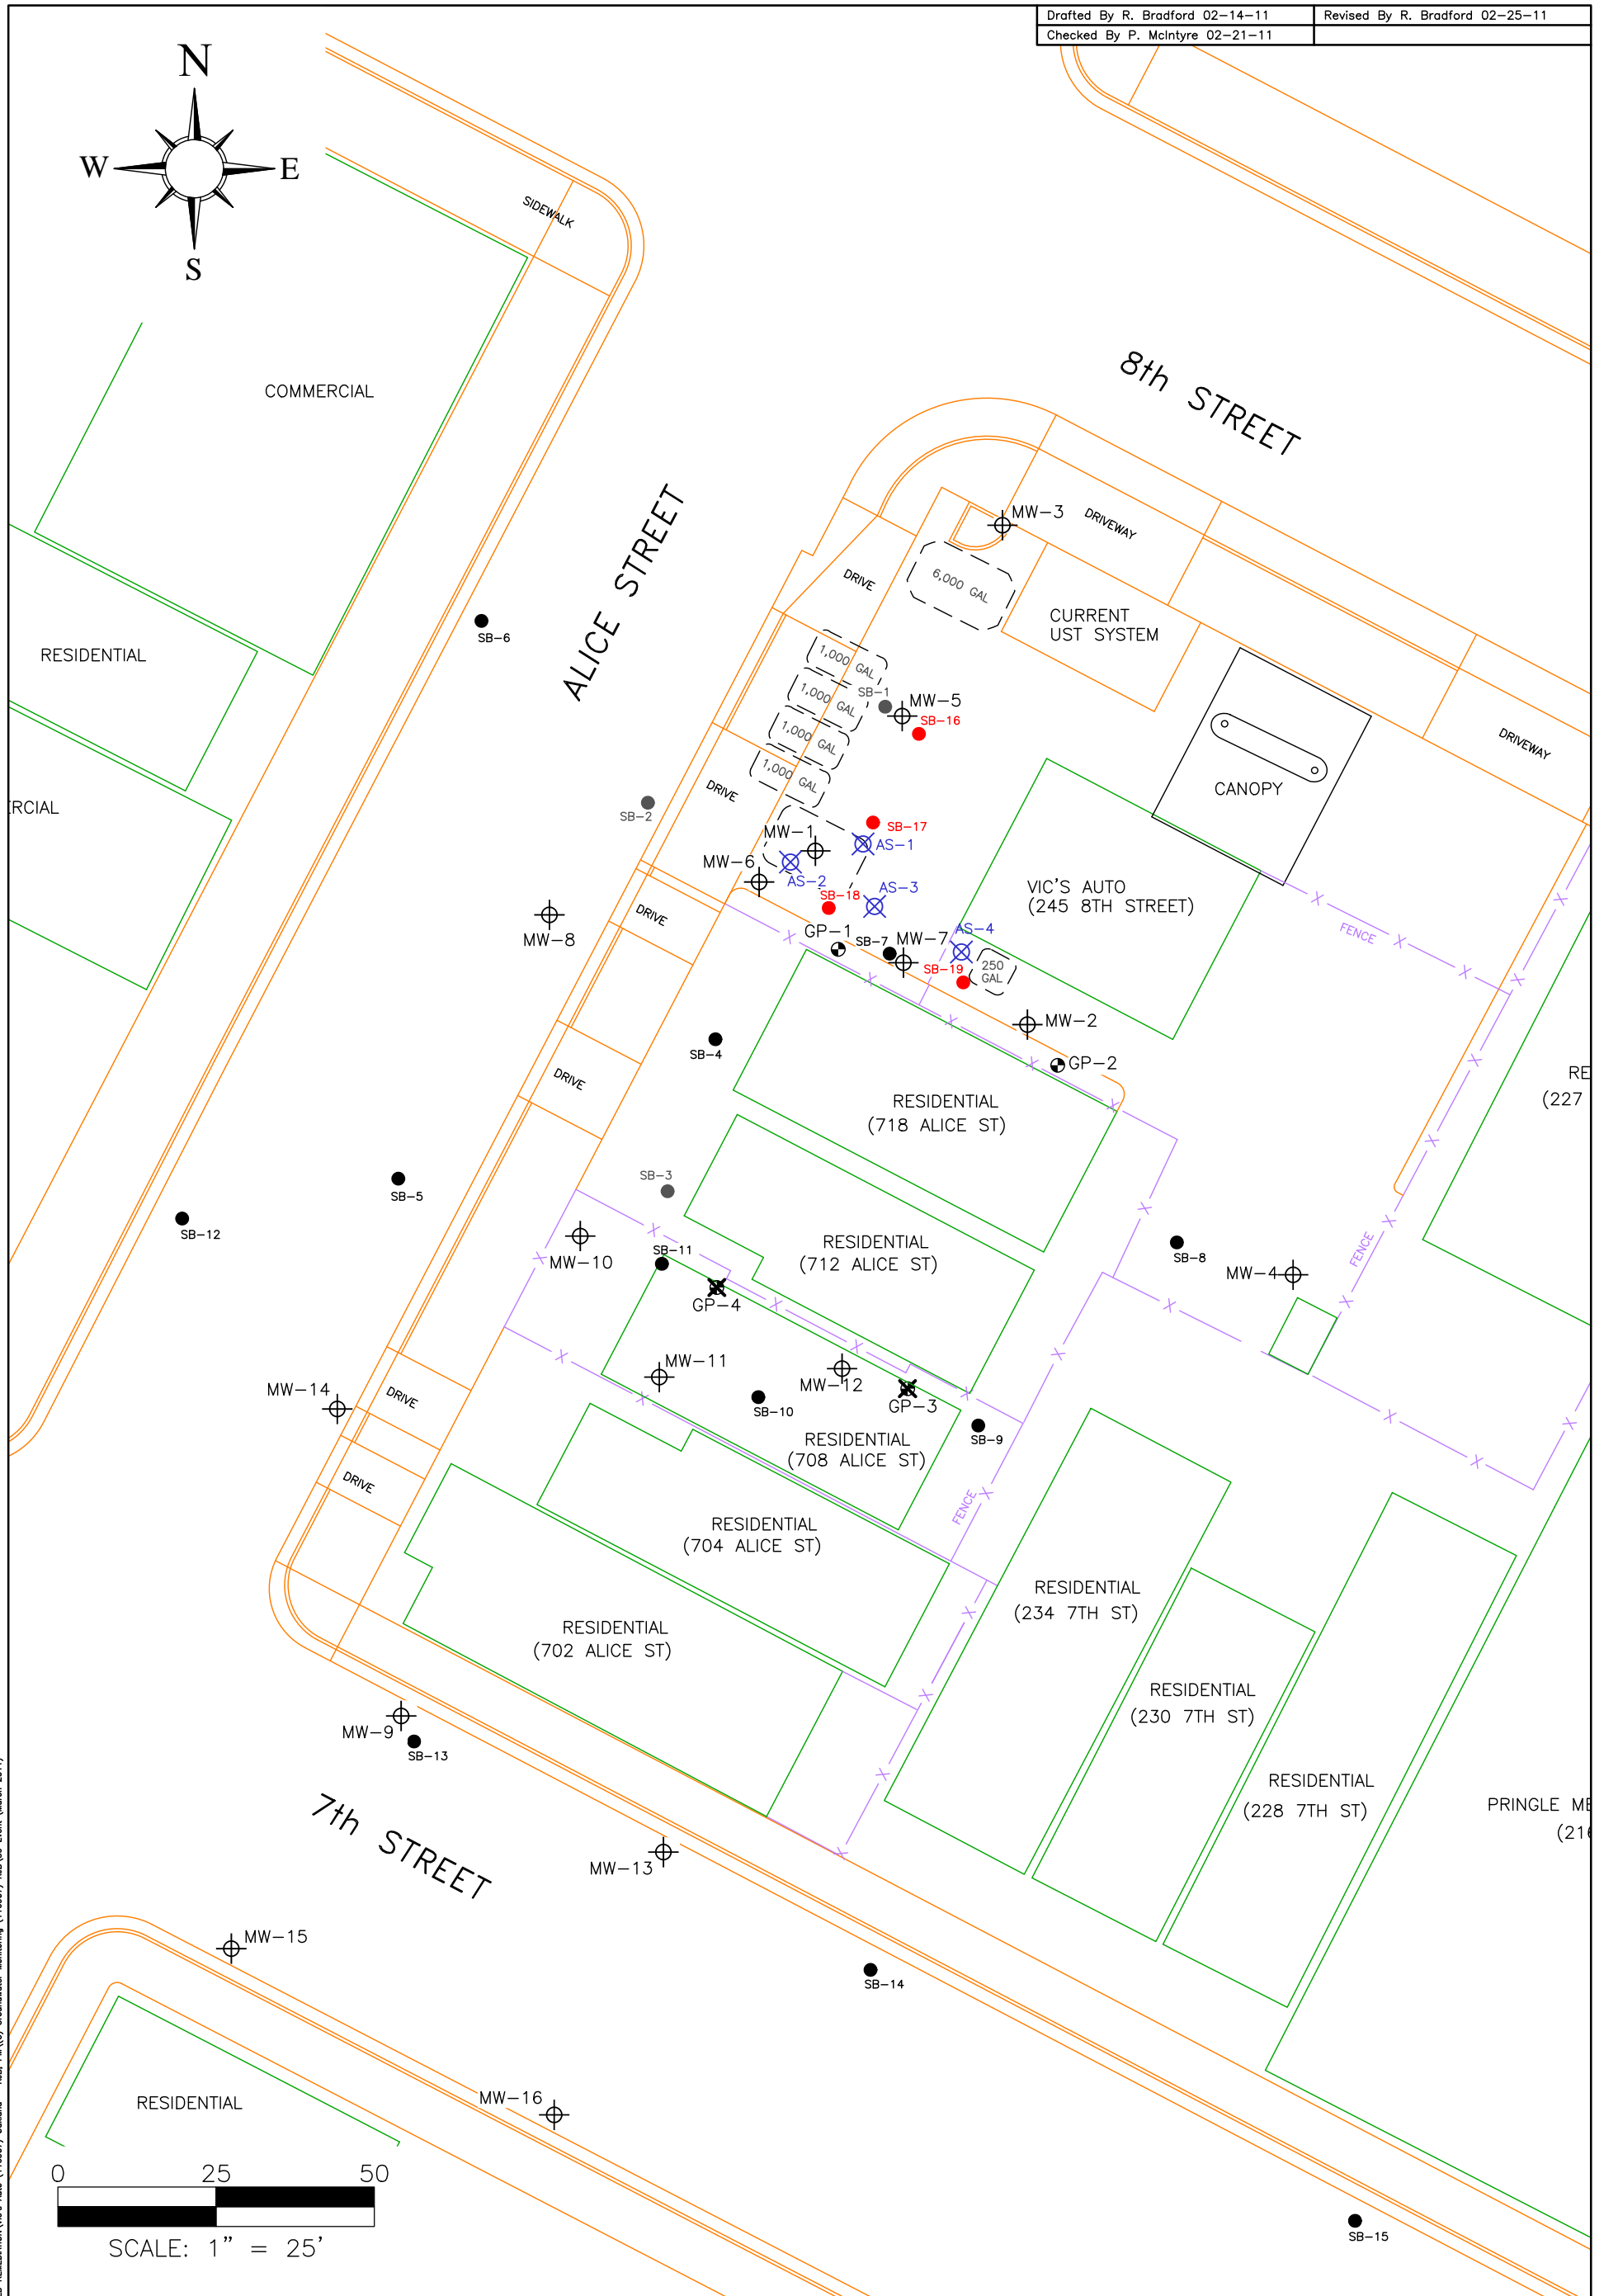 Drafted By R. Bradford 02-14-11
Revised By R. Bradford 02-25-11
Checked By P. McIntyre 02-21-11
N
W
E
S
SIDEWALK
COMMERCIAL
8th STREET
ALICE STREET
MW-3
DRIVEWAY
DRIVE
6,000 GAL
CURRENT
UST SYSTEM
SB-6
RESIDENTIAL
1,000 GAL
1,000 GAL
1,000 GAL
1,000 GAL
SB-1
MW-5
SB-16
DRIVEWAY
CANOPY
DRIVE
SB-2
ERCIAL
SB-17
MW-1
AS-1
MW-6
AS-2
AS-3
SB-18
VIC'S AUTO
(245 8TH STREET)
DRIVE
MW-8
GP-1
SB-7
MW-7
AS-4
SB-19
250
GAL
FENCE
MW-2
SB-4
GP-2
DRIVE
RE
(227
RESIDENTIAL
(718 ALICE ST)
SB-3
SB-5
SB-12
MW-10
SB-11
RESIDENTIAL
(712 ALICE ST)
SB-8
FENCE
MW-4
GP-4
MW-11
MW-12
MW-14
DRIVE
SB-10
GP-3
SB-9
RESIDENTIAL
(708 ALICE ST)
DRIVE
FENCE
RESIDENTIAL
(704 ALICE ST)
RESIDENTIAL
(234 7TH ST)
RESIDENTIAL
(702 ALICE ST)
RESIDENTIAL
(230 7TH ST)
MW-9
SB-13
RESIDENTIAL
(228 7TH ST)
PRINGLE ME
(216
7th STREET
MW-13
MW-15
SB-14
RESIDENTIAL
MW-16
0 25 50
SCALE: 1" = 25'
SB-15